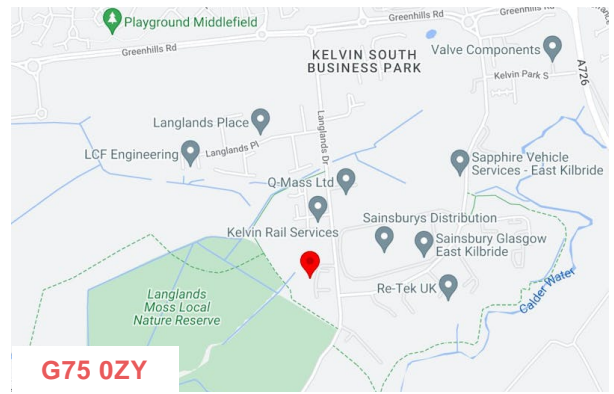 Playground Middlefield
Greenhills Rd
Greenhills Rd
Greenhills Rd
KELVIN SOUTH
BUSINESS PARK
Valve Components
Kelvin Park S
A726
Langlands Place
Langlands Pl
Langlands Dr
LCF Engineering
Sapphire Vehicle
Services - East Kilbride
Q-Mass Ltd
Kelvin Rail Services
Sainsburys Distribution
Sainsbury Glasgow
East Kilbride
Re-Tek UK
Calder Water
Langlands
Moss Local
Nature Reserve
G75 0ZY